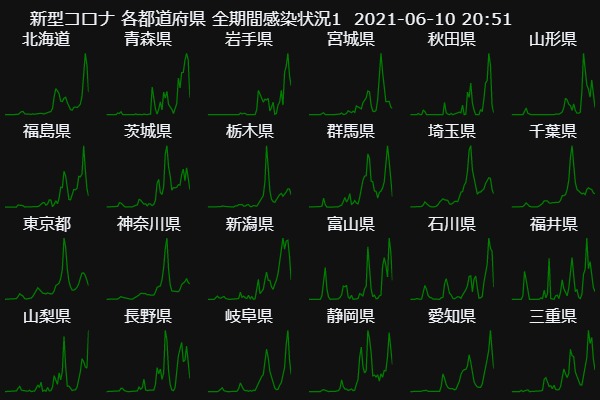 新型コロナ 各都道府県 全期間感染状況1 2021-06-10 20:51
北海道 青森県 岩手県 宮城県 秋田県 山形県
福島県 茨城県 栃木県 群馬県 埼玉県 千葉県
東京都 神奈川県 新潟県 富山県 石川県 福井県
山梨県 長野県 岐阜県 静岡県 愛知県 三重県